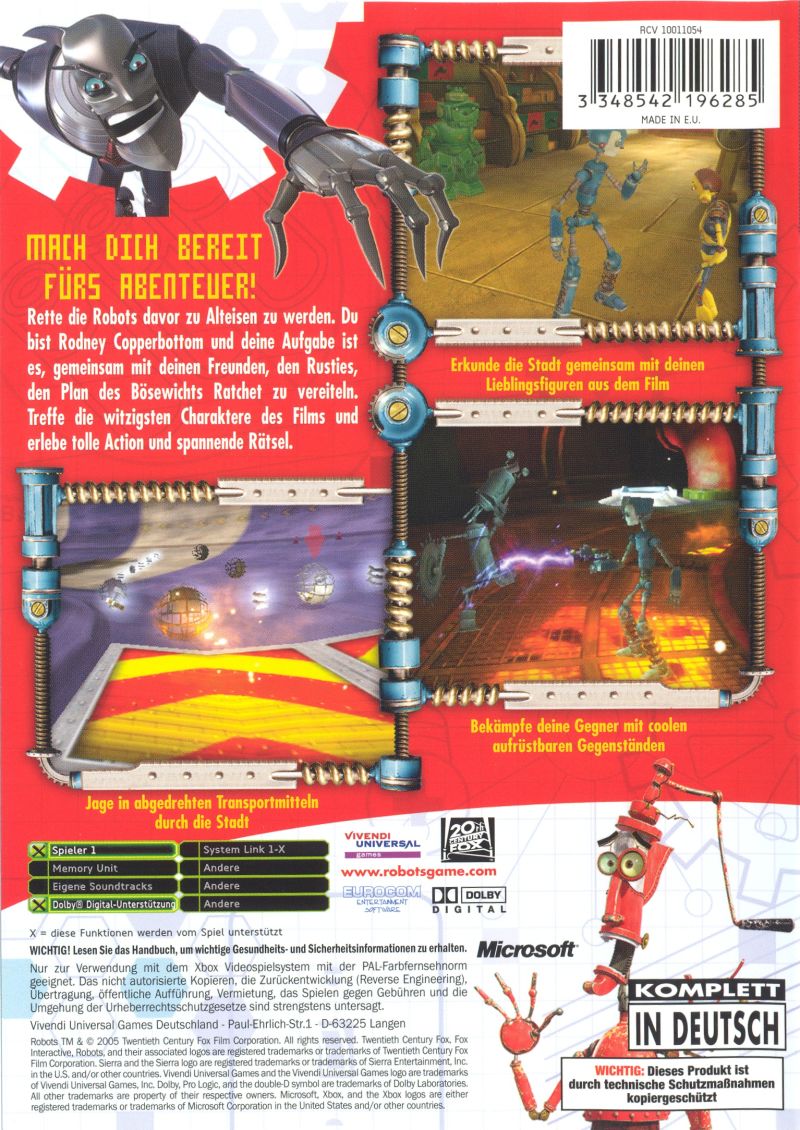 RCV 10011054
3 348542 196285
MADE IN E.U.
MACH DICH BEREIT
FÜRS ABENTEUER!
Rette die Robots davor zu Alteisen zu werden. Du
bist Rodney Copperbottom und deine Aufgabe ist
es, gemeinsam mit deinen Freunden, den Rusties,
den Plan des Bösewichts Ratchet zu vereiteln.
Treffe die witzigsten Charaktere des Films und
erlebe tolle Action und spannende Rätsel.
Erkunde die Stadt gemeinsam mit deinen
Lieblingsfiguren aus dem Film
Bekämpfe deine Gegner mit coolen
aufrüstbaren Gegenständen
Jage in abgedrehten Transportmitteln
durch die Stadt
X Spieler 1
System Link 1-X
Memory Unit
Andere
Eigene Soundtracks
Andere
X Dolby® Digital-Unterstützung
Andere
VIVENDI
UNIVERSAL
games
20th
CENTURY
FOX
www.robotsgame.com
EUROCOM
ENTERTAINMENT
SOFTWARE
DOLBY
DIGITAL
X = diese Funktionen werden vom Spiel unterstützt
WICHTIG! Lesen Sie das Handbuch, um wichtige Gesundheits- und Sicherheitsinformationen zu erhalten.
Microsoft®
Nur zur Verwendung mit dem Xbox Videospielsystem mit der PAL-Farbfernsehnorm
geeignet. Das nicht autorisierte Kopieren, die Zurückentwicklung (Reverse Engineering),
Übertragung, öffentliche Aufführung, Vermietung, das Spielen gegen Gebühren und die
Umgehung der Urheberrechtsschutzgesetze sind strengstens untersagt.
Vivendi Universal Games Deutschland - Paul-Ehrlich-Str.1 - D-63225 Langen
Robots TM & © 2005 Twentieth Century Fox Film Corporation. All rights reserved. Twentieth Century Fox, Fox
Interactive, Robots, and their associated logos are registered trademarks or trademarks of Twentieth Century Fox
Film Corporation. Sierra and the Sierra logo are registered trademarks or trademarks of Sierra Entertainment, Inc.
in the U.S. and/or other countries. Vivendi Universal Games and the Vivendi Universal Games logo are trademarks
of Vivendi Universal Games, Inc. Dolby, Pro Logic, and the double-D symbol are trademarks of Dolby Laboratories.
All other trademarks are property of their respective owners. Microsoft, Xbox, and the Xbox logos are either
registered trademarks or trademarks of Microsoft Corporation in the United States and/or other countries.
KOMPLETT
IN DEUTSCH
WICHTIG: Dieses Produkt ist
durch technische Schutzmaßnahmen
kopiergeschützt